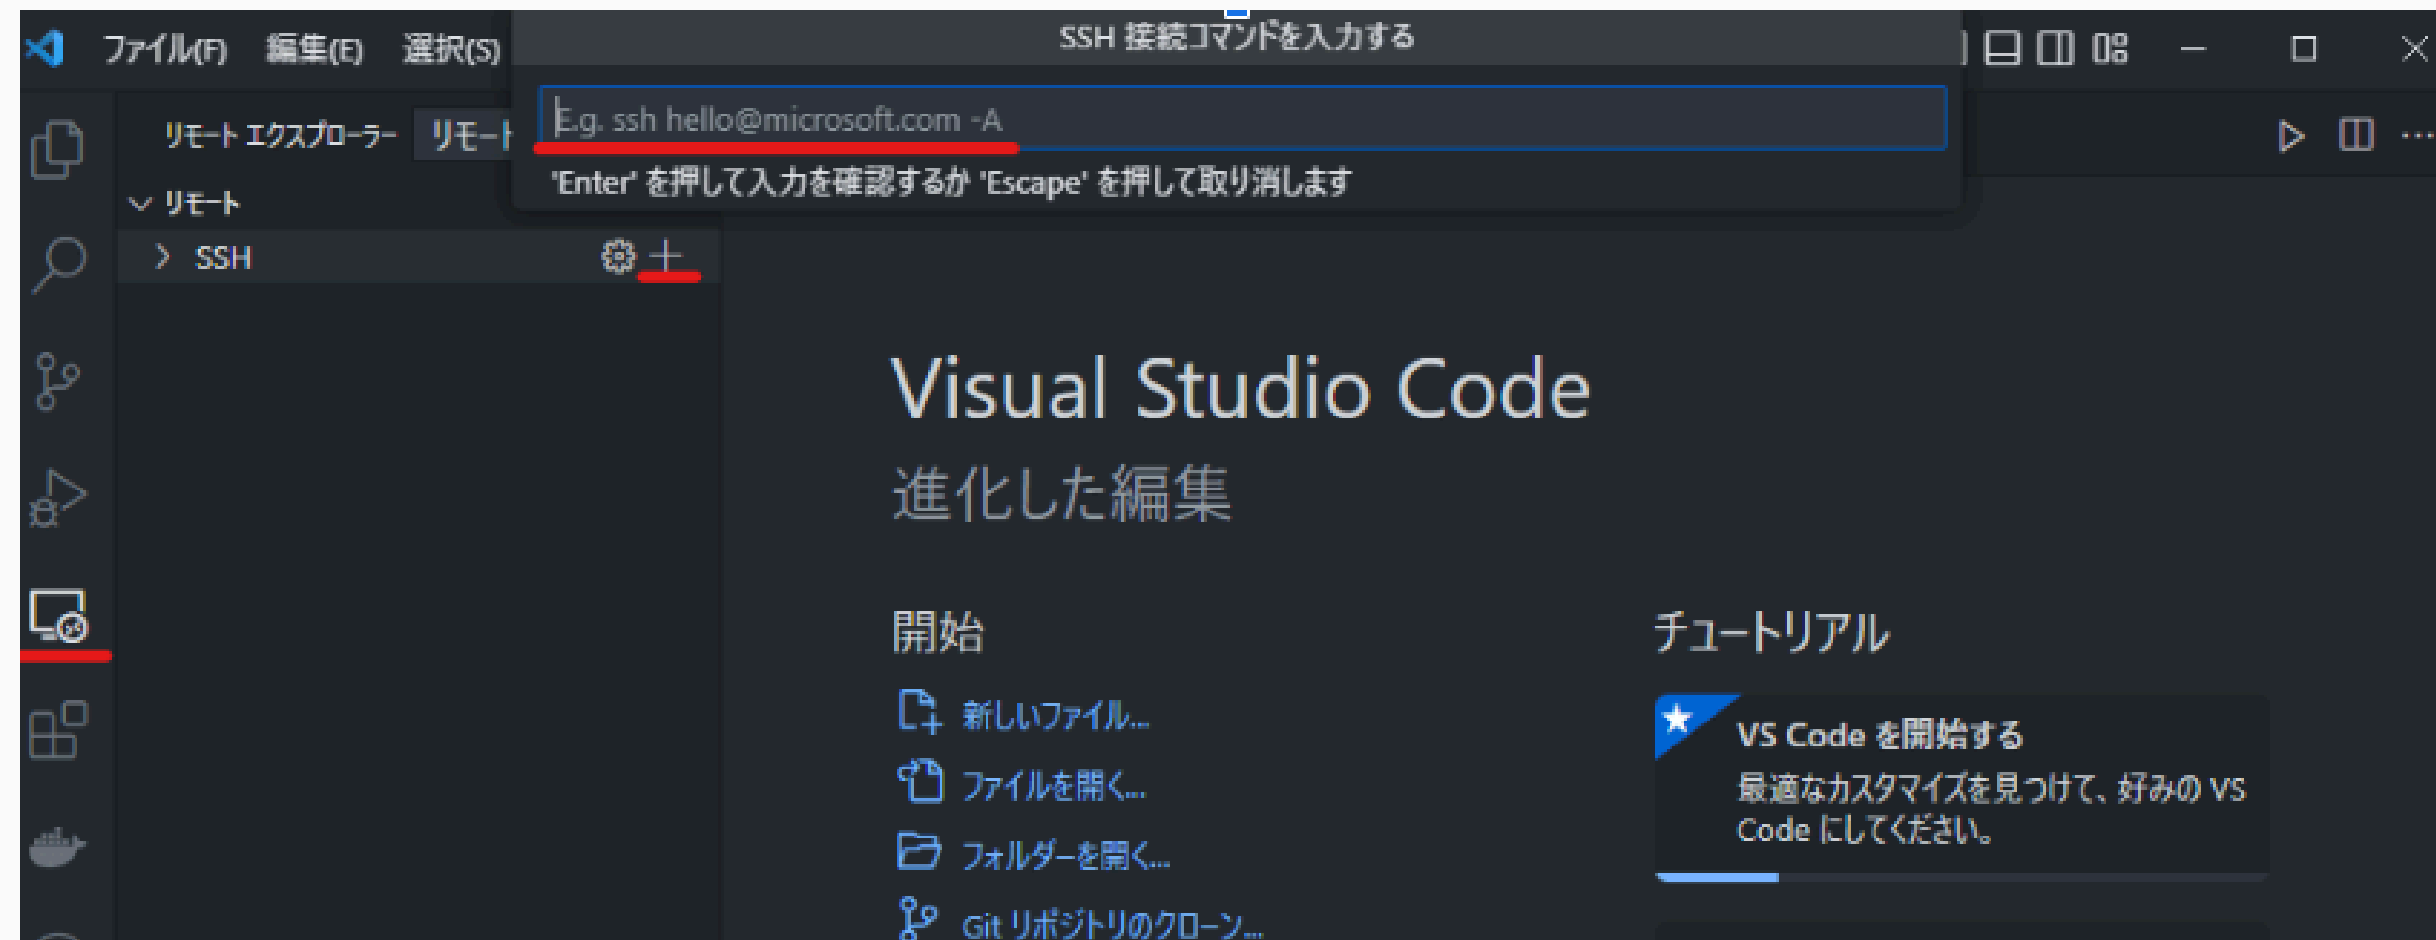 ファイル(F) 編集(E) 選択(S)
SSH 接続コマンドを入力する
E.g. ssh hello@microsoft.com -A
'Enter' を押して入力を確認するか 'Escape' を押して取り消します
リモート エクスプローラー リモート
リモート
SSH
Visual Studio Code
進化した編集
開始
新しいファイル...
ファイルを開く...
フォルダーを開く...
Git リポジトリのクローン...
チュートリアル
VS Code を開始する
最適なカスタマイズを見つけて、好みの VS
Code にしてください。